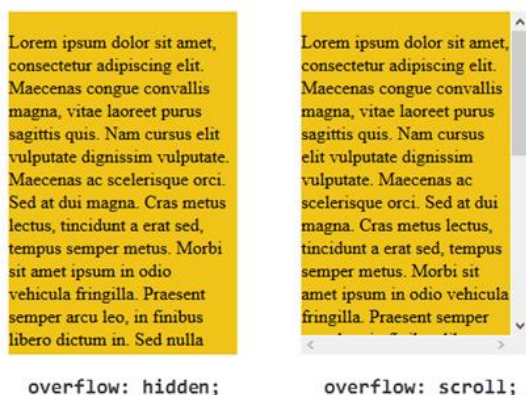 Lorem ipsum dolor sit amet,
consectetur adipiscing elit.
Maecenas congue convallis
magna, vitae laoreet purus
sagittis quis. Nam cursus elit
vulputate dignissim vulputate.
Maecenas ac scelerisque orci.
Sed at dui magna. Cras metus
lectus, tincidunt a erat sed,
tempus semper metus. Morbi
sit amet ipsum in odio
vehicula fringilla. Praesent
semper arcu leo, in finibus
libero dictum in. Sed nulla
overflow: hidden;
Lorem ipsum dolor sit amet,
consectetur adipiscing elit.
Maecenas congue convallis
magna, vitae laoreet purus
sagittis quis. Nam cursus
elit vulputate dignissim
vulputate. Maecenas ac
scelerisque orci. Sed at dui
magna. Cras metus lectus,
tincidunt a erat sed, tempus
semper metus. Morbi sit
amet ipsum in odio vehicula
fringilla. Praesent semper
overflow: scroll;